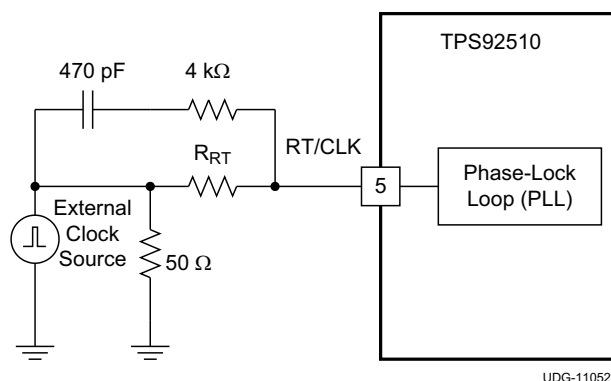 TPS92510
470 pF
4 kΩ
RRT
RT/CLK
5
Phase-Lock
Loop (PLL)
External
Clock
Source
50 Ω
UDG-11052